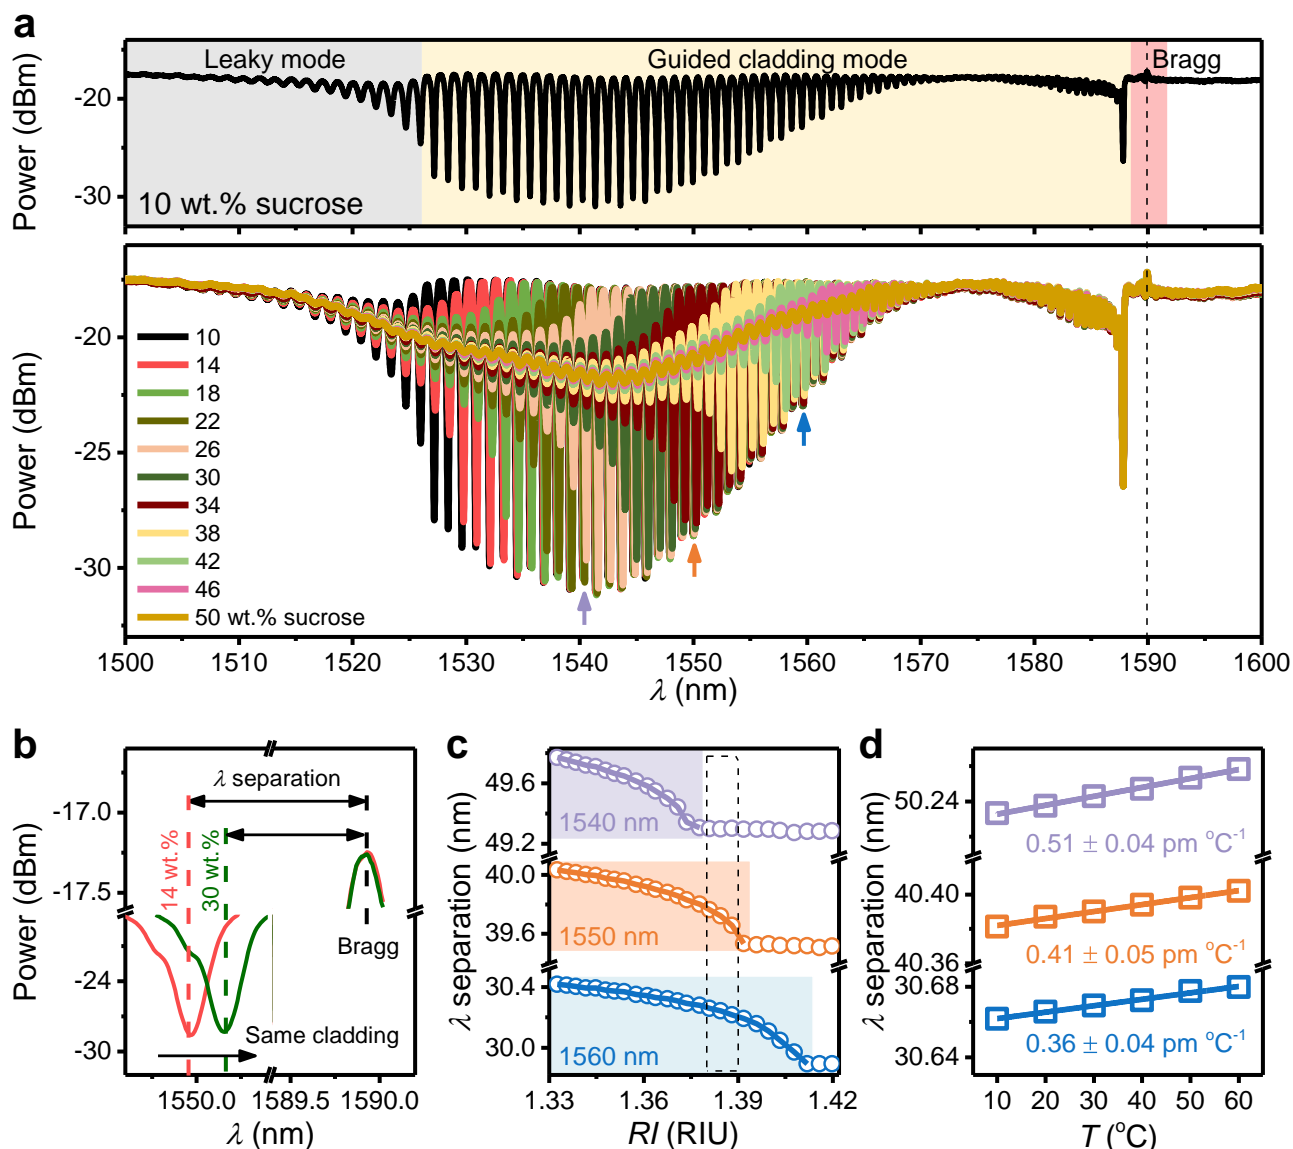 a
Leaky mode
Guided cladding mode
Bragg
10 wt.% sucrose
Power (dBm)
-20
-30
10
14
18
22
26
30
34
38
42
46
50 wt.% sucrose
Power (dBm)
-20
-25
-30
1500 1510 1520 1530 1540 1550 1560 1570 1580 1590 1600
λ (nm)
b
λ separation
14 wt.%
30 wt.%
Bragg
Same cladding
Power (dBm)
-17.0
-17.5
-24
-30
1550.0 1589.5 1590.0
λ (nm)
c
λ separation (nm)
49.6
49.2
40.0
39.6
30.4
30.0
1540 nm
1550 nm
1560 nm
1.33 1.36 1.39 1.42
RI (RIU)
d
λ separation (nm)
50.24
40.40
40.36
30.68
30.64
0.51 ± 0.04 pm °C⁻¹
0.41 ± 0.05 pm °C⁻¹
0.36 ± 0.04 pm °C⁻¹
10 20 30 40 50 60
T (°C)